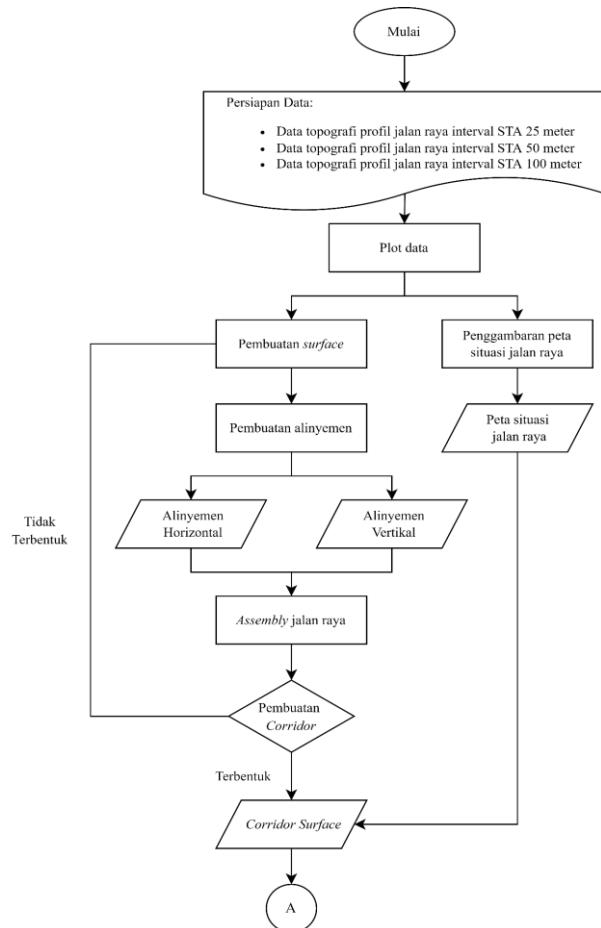 Mulai
Persiapan Data:
• Data topografi profil jalan raya interval STA 25 meter
• Data topografi profil jalan raya interval STA 50 meter
• Data topografi profil jalan raya interval STA 100 meter
Plot data
Pembuatan surface
Penggambaran peta
situasi jalan raya
Pembuatan alinyemen
Peta situasi
jalan raya
Tidak
Terbentuk
Alinyemen
Horizontal
Alinyemen
Vertikal
Assembly jalan raya
Pembuatan
Corridor
Terbentuk
Corridor Surface
A